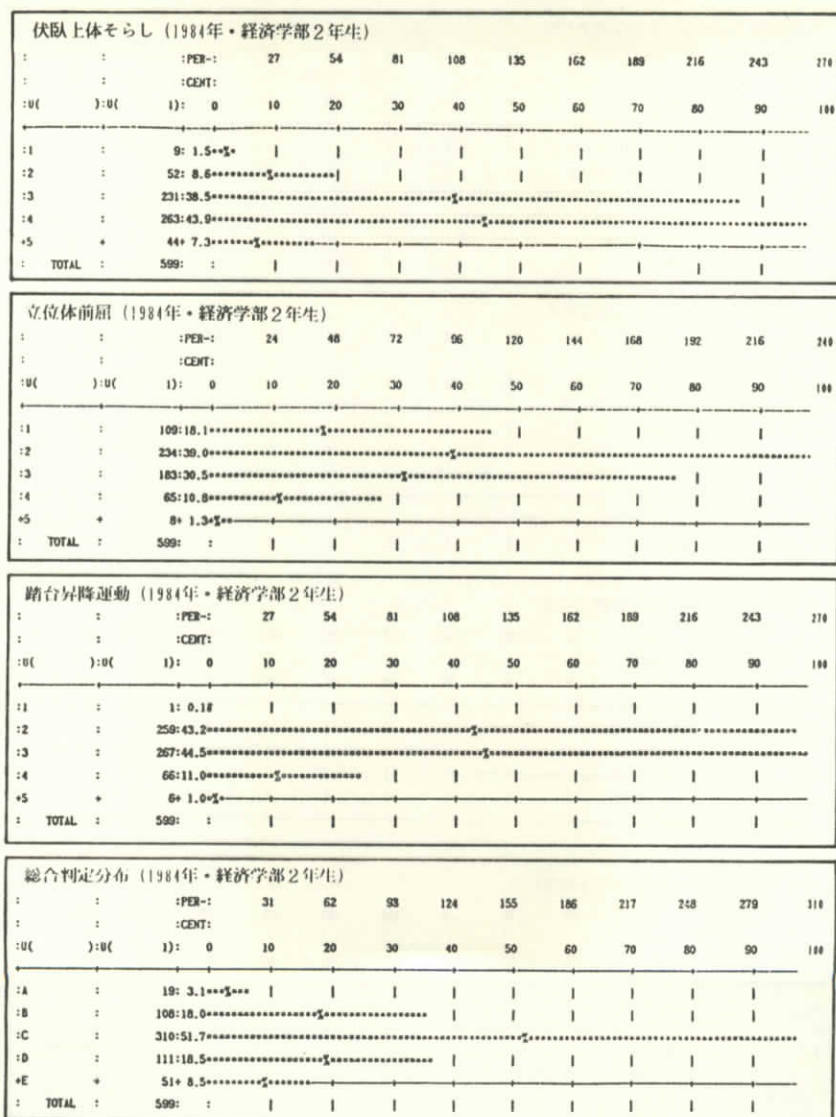 伏臥上体そらし (1984年・経済学部2年生)
: : :PER-: 27 54 81 108 135 162 189 216 243 270
: : :CENT:
:U( ):U( 1): 0 10 20 30 40 50 60 70 80 90 100
:1 : 9: 1.5
:2 : 52: 8.6
:3 : 231:38.5
:4 : 263:43.9
+5 + 44+ 7.3
: TOTAL : 599: :
立位体前屈 (1984年・経済学部2年生)
: : :PER-: 24 48 72 96 120 144 168 192 216 240
: : :CENT:
:U( ):U( 1): 0 10 20 30 40 50 60 70 80 90 100
:1 : 109:18.1
:2 : 234:39.0
:3 : 183:30.5
:4 : 65:10.8
+5 + 8+ 1.3
: TOTAL : 599: :
踏台昇降運動 (1984年・経済学部2年生)
: : :PER-: 27 54 81 108 135 162 189 216 243 270
: : :CENT:
:U( ):U( 1): 0 10 20 30 40 50 60 70 80 90 100
:1 : 1: 0.1#
:2 : 259:43.2
:3 : 267:44.5
:4 : 66:11.0
+5 + 6+ 1.0
: TOTAL : 599: :
総合判定分布 (1984年・経済学部2年生)
: : :PER-: 31 62 93 124 155 186 217 248 279 310
: : :CENT:
:U( ):U( 1): 0 10 20 30 40 50 60 70 80 90 100
:A : 19: 3.1
:B : 108:18.0
:C : 310:51.7
:D : 111:18.5
+E + 51+ 8.5
: TOTAL : 599: :